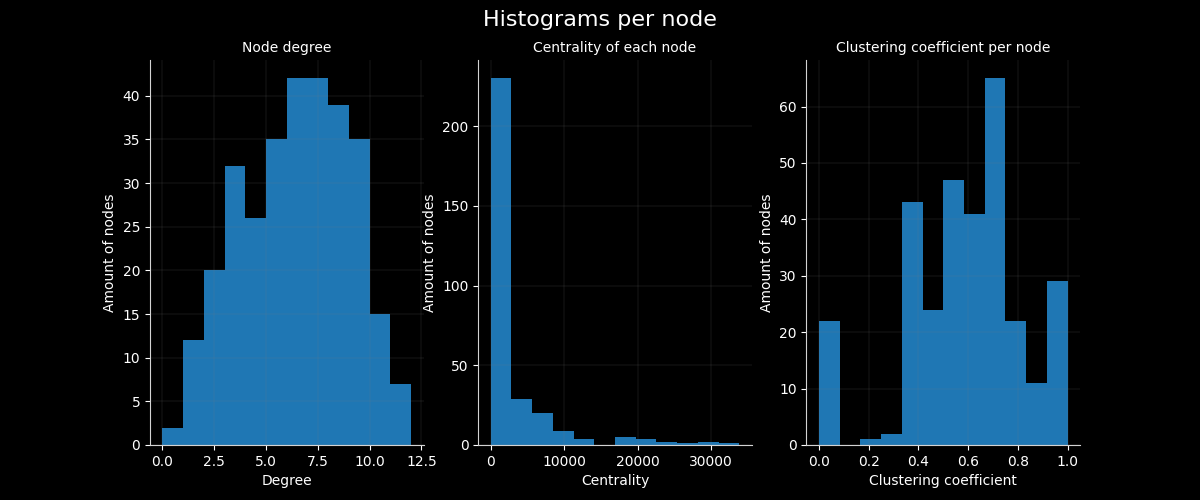 Histograms per node
Node degree
Amount of nodes
40
35
30
25
20
15
10
5
0
0.0 2.5 5.0 7.5 10.0 12.5
Degree
Centrality of each node
Amount of nodes
200
150
100
50
0
0 10000 20000 30000
Centrality
Clustering coefficient per node
Amount of nodes
60
50
40
30
20
10
0
0.0 0.2 0.4 0.6 0.8 1.0
Clustering coefficient